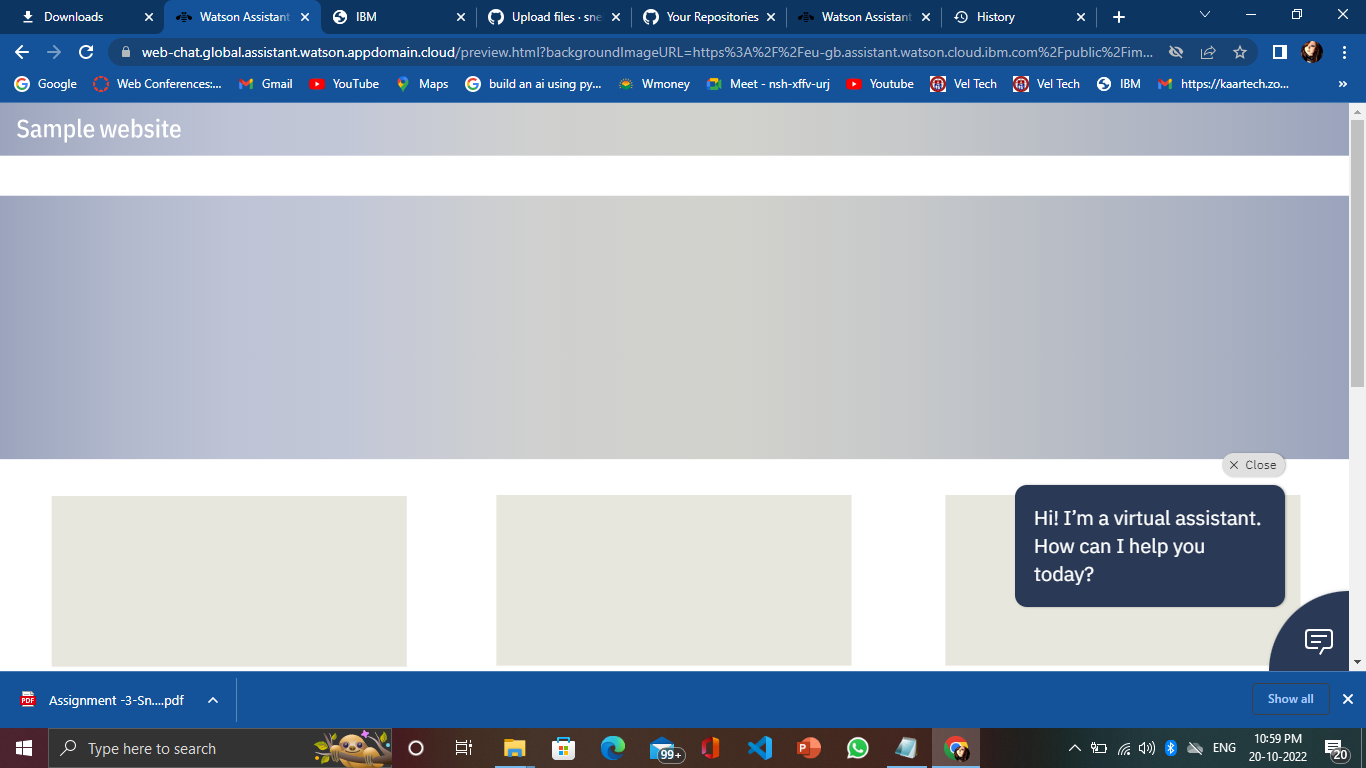 Downloads
Watson Assistant
IBM
Upload files · sne
Your Repositories
Watson Assistant
History
web-chat.global.assistant.watson.appdomain.cloud/preview.html?backgroundImageURL=https%3A%2F%2Feu-gb.assistant.watson.cloud.ibm.com%2Fpublic%2Fim...
Google
Web Conferences:...
Gmail
YouTube
Maps
build an ai using py...
Wmoney
Meet - nsh-xffv-urj
Youtube
Vel Tech
Vel Tech
IBM
https://kaartech.zo...
»
Sample website
Close
Hi! I’m a virtual assistant.
How can I help you
today?
PDF
Assignment -3-Sn....pdf
Show all
Type here to search
99+
ENG
10:59 PM
20-10-2022
20